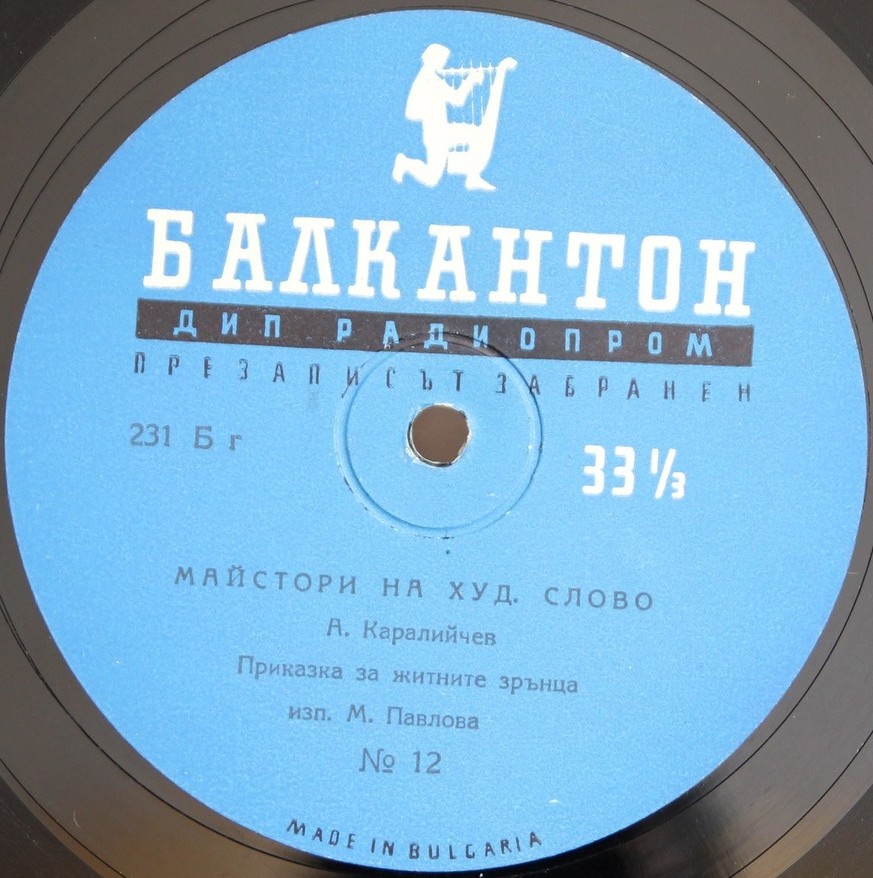 БАЛКАНТОН
ДИП РАДИОПРОМ
ПРЕЗАПИСЪТ ЗАБРАНЕН
231 Б г
33 ⅓
МАЙСТОРИ НА ХУД. СЛОВО
А. Каралийчев
Приказка за житните зрънца
изп. М. Павлова
№ 12
MADE IN BULGARIA